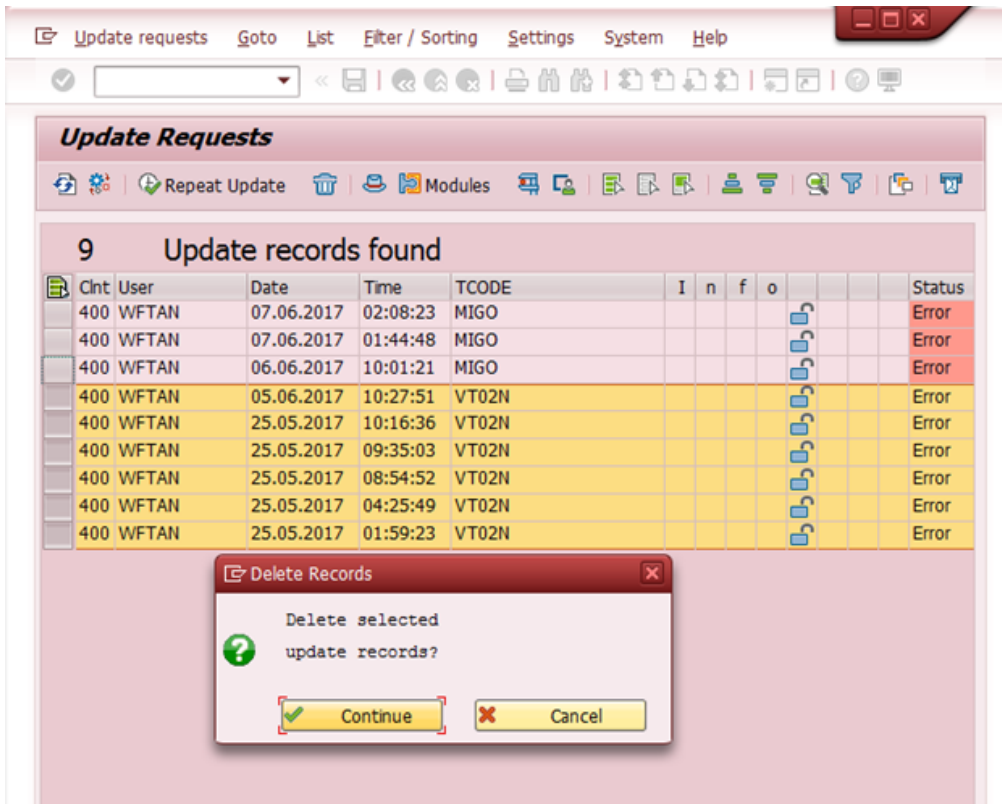 Update requests Goto List Filter / Sorting Settings System Help
Update Requests
Repeat Update Modules
9 Update records found
Clnt User Date Time TCODE I n f o Status
400 WFTAN 07.06.2017 02:08:23 MIGO Error
400 WFTAN 07.06.2017 01:44:48 MIGO Error
400 WFTAN 06.06.2017 10:01:21 MIGO Error
400 WFTAN 05.06.2017 10:27:51 VT02N Error
400 WFTAN 25.05.2017 10:16:36 VT02N Error
400 WFTAN 25.05.2017 09:35:03 VT02N Error
400 WFTAN 25.05.2017 08:54:52 VT02N Error
400 WFTAN 25.05.2017 04:25:49 VT02N Error
400 WFTAN 25.05.2017 01:59:23 VT02N Error
Delete Records
Delete selected
update records?
Continue Cancel